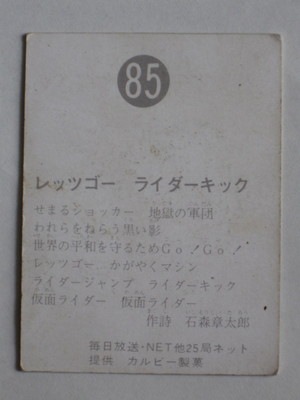 85
レッツゴー　ライダーキック
せまるショッカー　地獄の軍団
われらをねらう黒い影
世界の平和を守るためGo！Go！
レッツゴー　かがやくマシン
ライダージャンプ　ライダーキック
仮面ライダー　仮面ライダー
作詩　石森章太郎
毎日放送・NET他25局ネット
提供　カルビー製菓